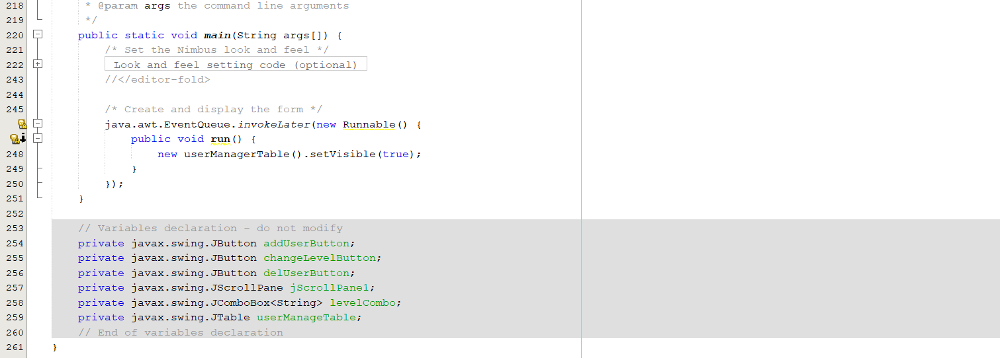 218 * @param args the command line arguments
219 */
220 public static void main(String args[]) {
221 /* Set the Nimbus look and feel */
222 Look and feel setting code (optional)
243 //</editor-fold>
244
245 /* Create and display the form */
java.awt.EventQueue.invokeLater(new Runnable() {
public void run() {
248 new userManagerTable().setVisible(true);
249 }
250 });
251 }
252
253 // Variables declaration - do not modify
254 private javax.swing.JButton addUserButton;
255 private javax.swing.JButton changeLevelButton;
256 private javax.swing.JButton delUserButton;
257 private javax.swing.JScrollPane jScrollPane1;
258 private javax.swing.JComboBox<String> levelCombo;
259 private javax.swing.JTable userManageTable;
260 // End of variables declaration
261 }